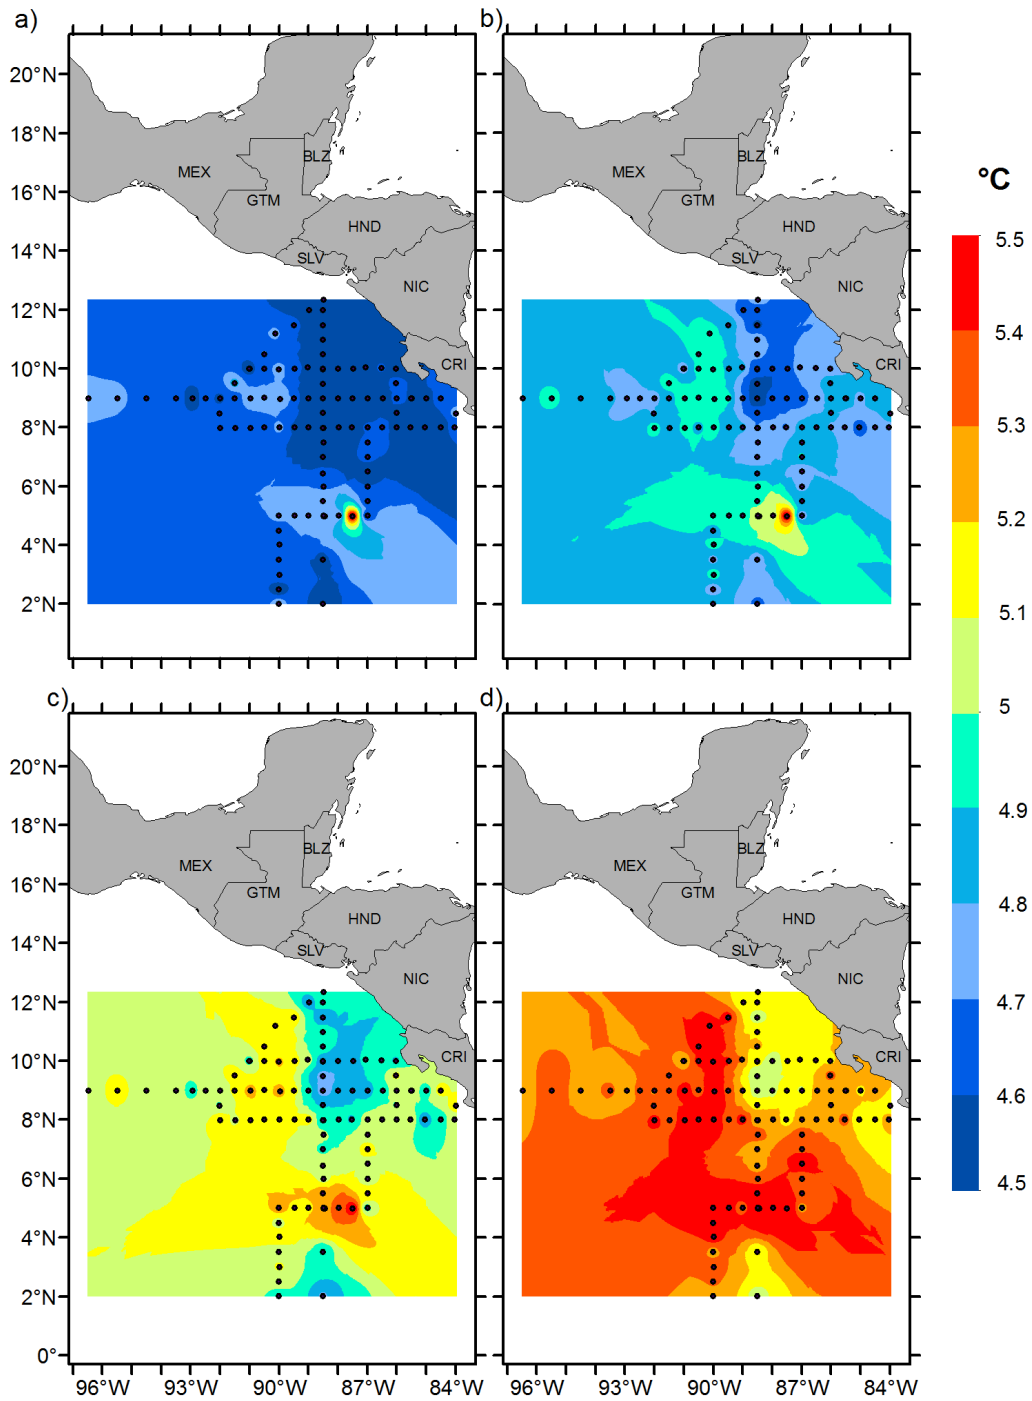 a)
b)
20°N
18°N
16°N
14°N
12°N
10°N
8°N
6°N
4°N
2°N
MEX
BLZ
GTM
HND
SLV
NIC
CRI
MEX
BLZ
GTM
HND
SLV
NIC
CRI
°C
5.5
5.4
5.3
5.2
5.1
5
4.9
4.8
4.7
4.6
4.5
c)
d)
20°N
18°N
16°N
14°N
12°N
10°N
8°N
6°N
4°N
2°N
0°
MEX
BLZ
GTM
HND
SLV
NIC
CRI
MEX
BLZ
GTM
HND
SLV
NIC
CRI
96°W 93°W 90°W 87°W 84°W
96°W 93°W 90°W 87°W 84°W